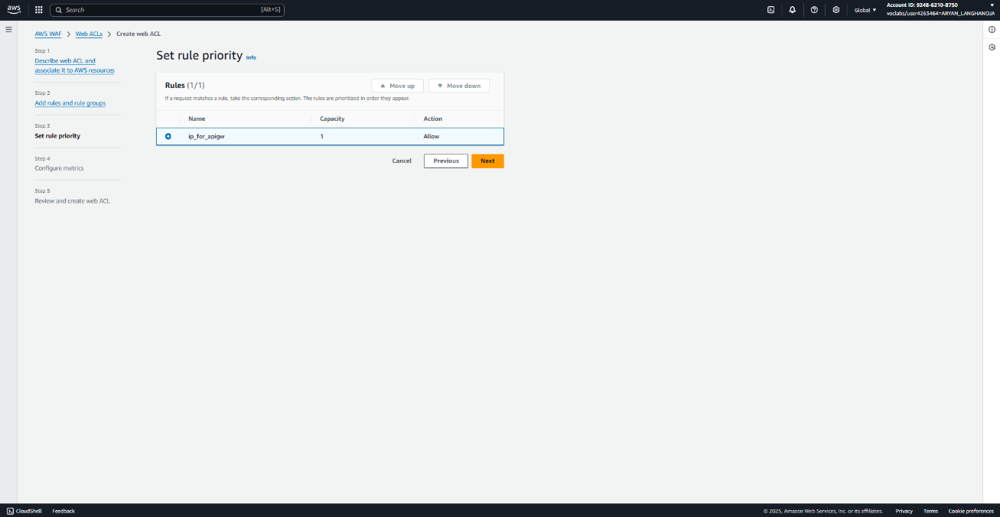 aws
Search
[Alt+S]
Global
Account ID: 9248-6210-8750
voclabs/user4263464=ARYAN_LANGHANOJA
AWS WAF
Web ACLs
Create web ACL
Step 1
Describe web ACL and
associate it to AWS resources
Step 2
Add rules and rule groups
Step 3
Set rule priority
Step 4
Configure metrics
Step 5
Review and create web ACL
Set rule priority Info
Rules (1/1)
Move up
Move down
If a request matches a rule, take the corresponding action. The rules are prioritized in order they appear.
Name Capacity Action
ip_for_apigw 1 Allow
Cancel Previous Next
CloudShell Feedback
© 2025, Amazon Web Services, Inc. or its affiliates. Privacy Terms Cookie preferences